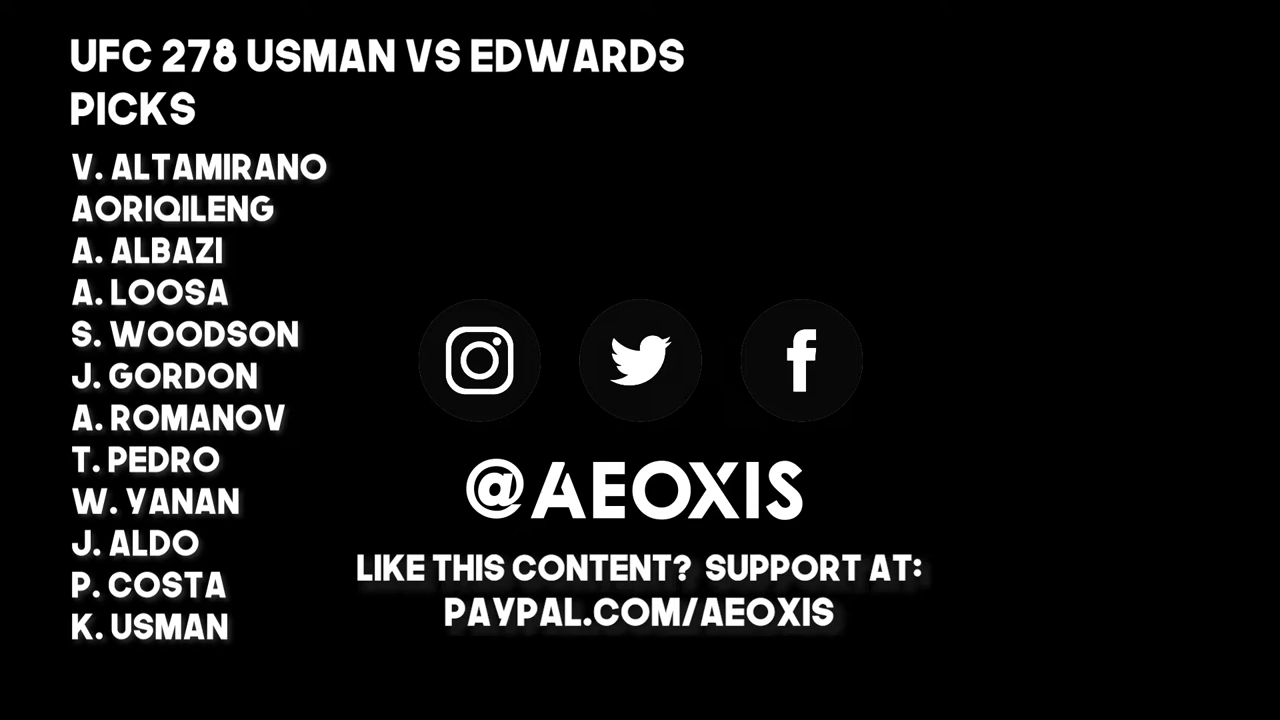 UFC 278 USMAN VS EDWARDS
PICKS
V. ALTAMIRANO
AORIQILENG
A. ALBAZI
A. LOOSA
S. WOODSON
J. GORDON
A. ROMANOV
T. PEDRO
W. YANAN
J. ALDO
P. COSTA
K. USMAN
@AEOXIS
LIKE THIS CONTENT? SUPPORT AT:
PAYPAL.COM/AEOXIS